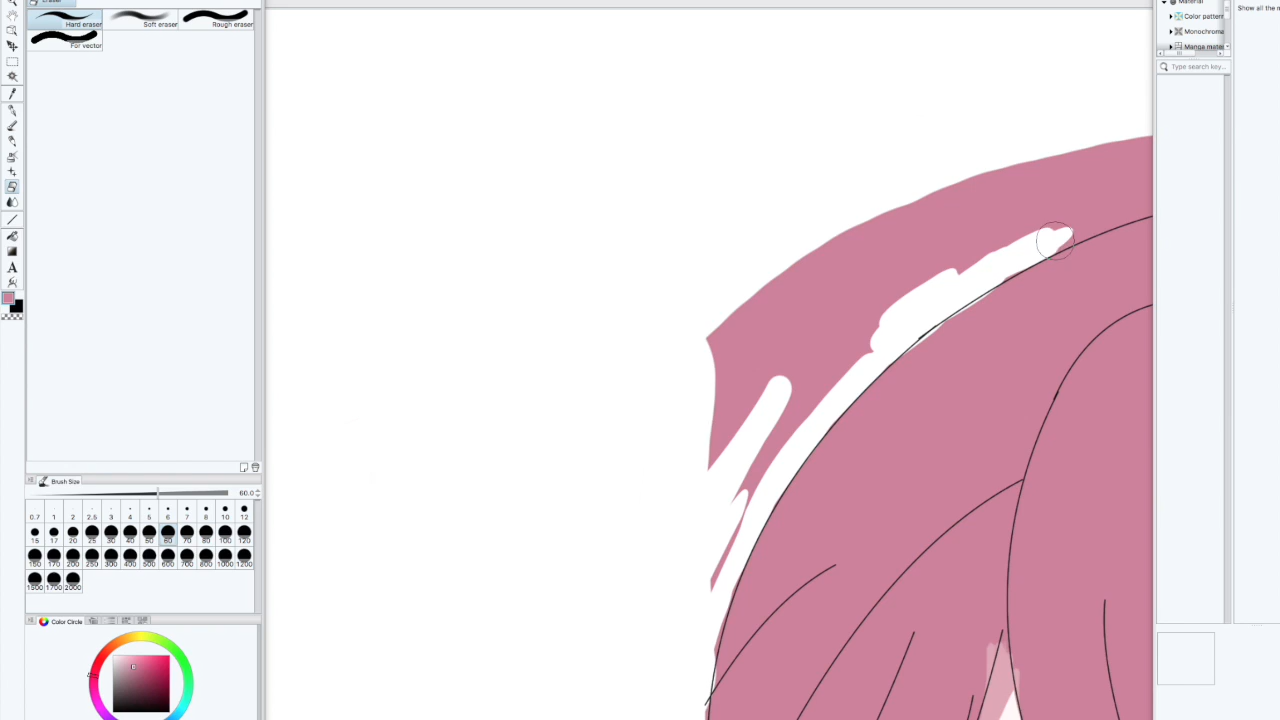 Eraser
Hard eraser
Soft eraser
Rough eraser
For vector
Material
Color pattern
Monochroma
Manga mater
Type search key...
Show all the m
Brush Size
60.0
0.7 1 2 2.5 3 4 5 6 7 8 10 12
15 17 20 25 30 40 50 60 70 80 100 120
150 170 200 250 300 400 500 600 700 800 1000 1200
1500 1700 2000
Color Circle
A